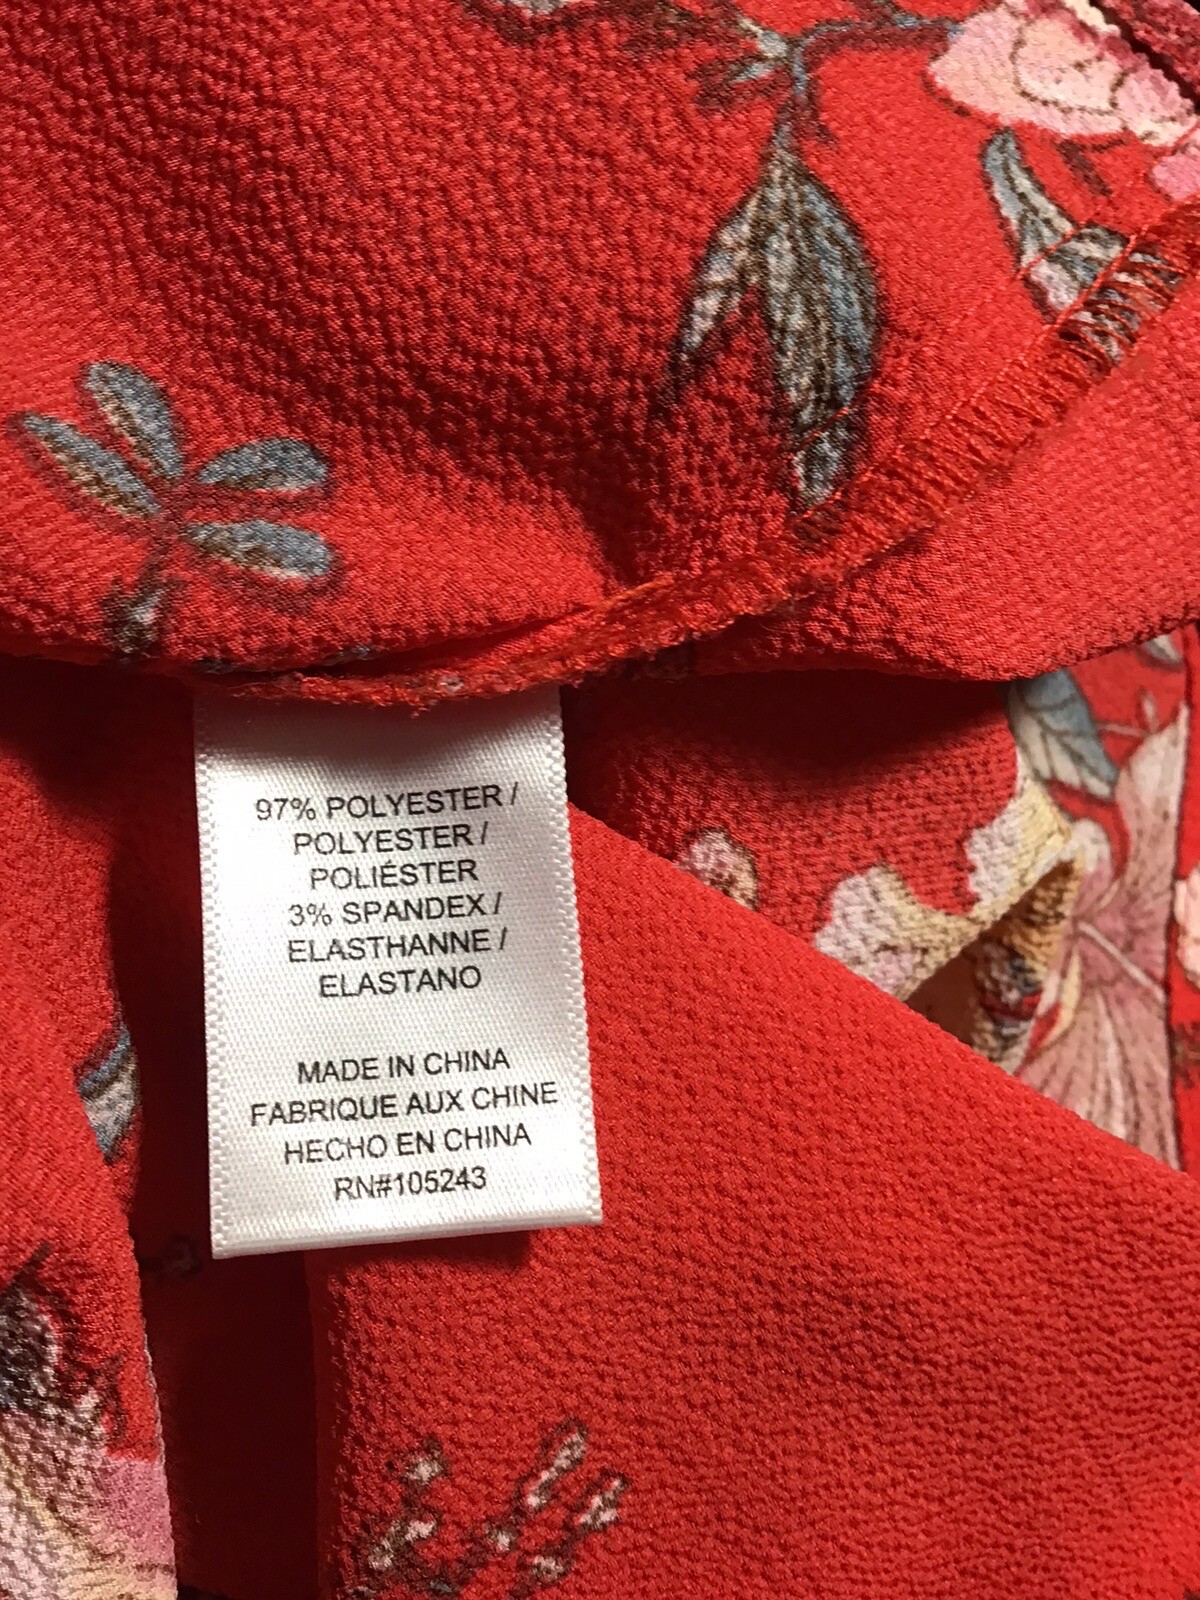 97% POLYESTER /
POLYESTER /
POLIÉSTER
3% SPANDEX /
ELASTHANNE /
ELASTANO
MADE IN CHINA
FABRIQUE AUX CHINE
HECHO EN CHINA
RN#105243